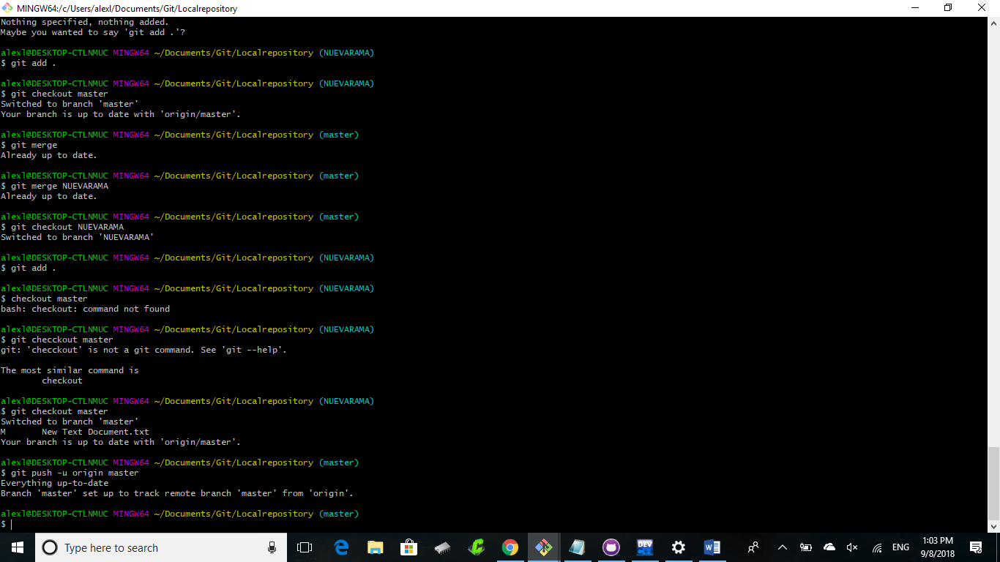 MINGW64:/c/Users/alexl/Documents/Git/Localrepository
Nothing specified, nothing added.
Maybe you wanted to say 'git add .'?
alexl@DESKTOP-CTLNMUC MINGW64 ~/Documents/Git/Localrepository (NUEVARAMA)
$ git add .
alexl@DESKTOP-CTLNMUC MINGW64 ~/Documents/Git/Localrepository (NUEVARAMA)
$ git checkout master
Switched to branch 'master'
Your branch is up to date with 'origin/master'.
alexl@DESKTOP-CTLNMUC MINGW64 ~/Documents/Git/Localrepository (master)
$ git merge
Already up to date.
alexl@DESKTOP-CTLNMUC MINGW64 ~/Documents/Git/Localrepository (master)
$ git merge NUEVARAMA
Already up to date.
alexl@DESKTOP-CTLNMUC MINGW64 ~/Documents/Git/Localrepository (master)
$ git checkout NUEVARAMA
Switched to branch 'NUEVARAMA'
alexl@DESKTOP-CTLNMUC MINGW64 ~/Documents/Git/Localrepository (NUEVARAMA)
$ git add .
alexl@DESKTOP-CTLNMUC MINGW64 ~/Documents/Git/Localrepository (NUEVARAMA)
$ checkout master
bash: checkout: command not found
alexl@DESKTOP-CTLNMUC MINGW64 ~/Documents/Git/Localrepository (NUEVARAMA)
$ git checckout master
git: 'checckout' is not a git command. See 'git --help'.
The most similar command is
checkout
alexl@DESKTOP-CTLNMUC MINGW64 ~/Documents/Git/Localrepository (NUEVARAMA)
$ git checkout master
Switched to branch 'master'
M New Text Document.txt
Your branch is up to date with 'origin/master'.
alexl@DESKTOP-CTLNMUC MINGW64 ~/Documents/Git/Localrepository (master)
$ git push -u origin master
Everything up-to-date
Branch 'master' set up to track remote branch 'master' from 'origin'.
alexl@DESKTOP-CTLNMUC MINGW64 ~/Documents/Git/Localrepository (master)
$
Type here to search
DEV
ENG
1:03 PM
9/8/2018